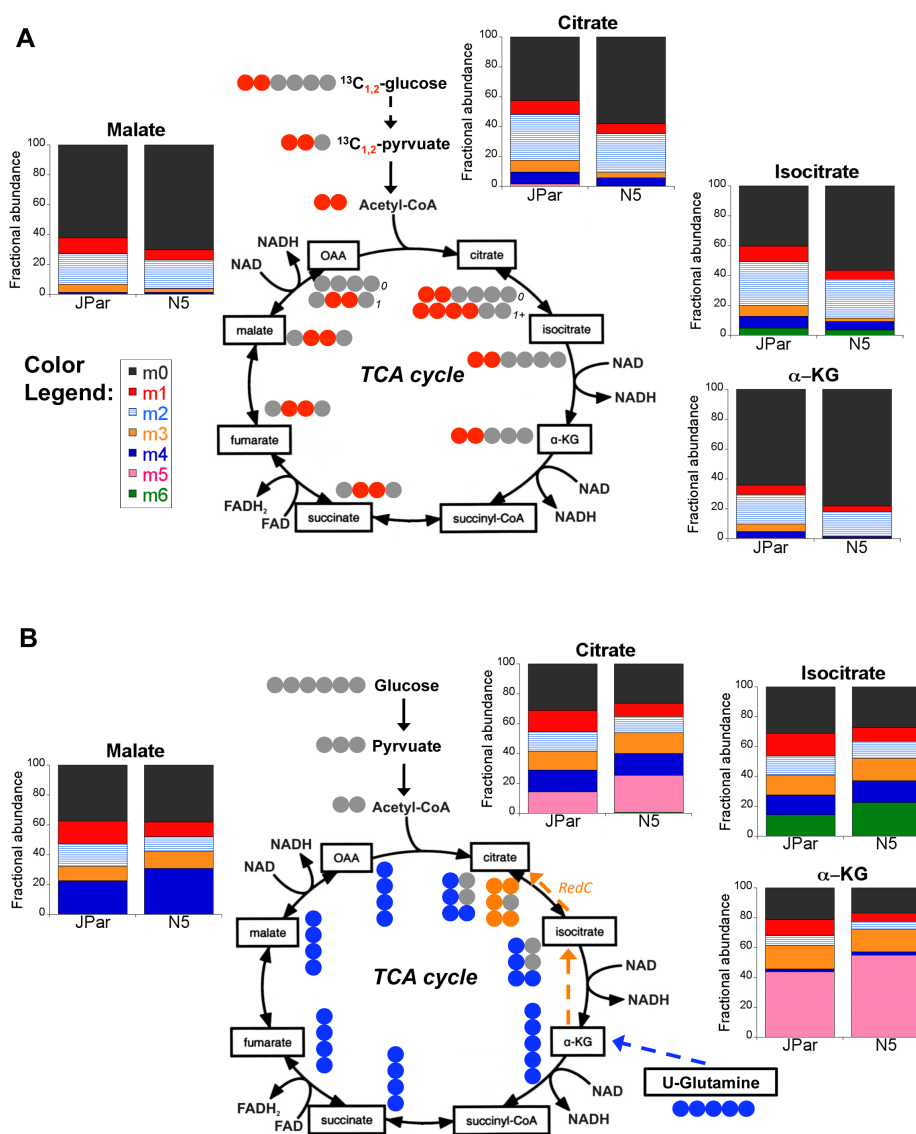 A
Citrate
Fractional abundance
100
80
60
40
20
0
JPar
N5
13C1,2-glucose
13C1,2-pyrvuate
Acetyl-CoA
Malate
Fractional abundance
100
80
60
40
20
0
JPar
N5
Isocitrate
Fractional abundance
100
80
60
40
20
0
JPar
N5
NADH
NAD
OAA
citrate
0
1
0
1+
malate
isocitrate
TCA cycle
NAD
NADH
Color
Legend:
m0
m1
m2
m3
m4
m5
m6
α–KG
Fractional abundance
100
80
60
40
20
0
JPar
N5
fumarate
α-KG
FADH2
FAD
NAD
NADH
succinate
succinyl-CoA
B
Citrate
Fractional abundance
100
80
60
40
20
0
JPar
N5
Glucose
Pyrvuate
Acetyl-CoA
Isocitrate
Fractional abundance
100
80
60
40
20
0
JPar
N5
Malate
Fractional abundance
100
80
60
40
20
0
JPar
N5
NADH
NAD
OAA
citrate
RedC
malate
isocitrate
TCA cycle
NAD
NADH
α–KG
Fractional abundance
100
80
60
40
20
0
JPar
N5
fumarate
α-KG
FADH2
FAD
NAD
NADH
succinate
succinyl-CoA
U-Glutamine